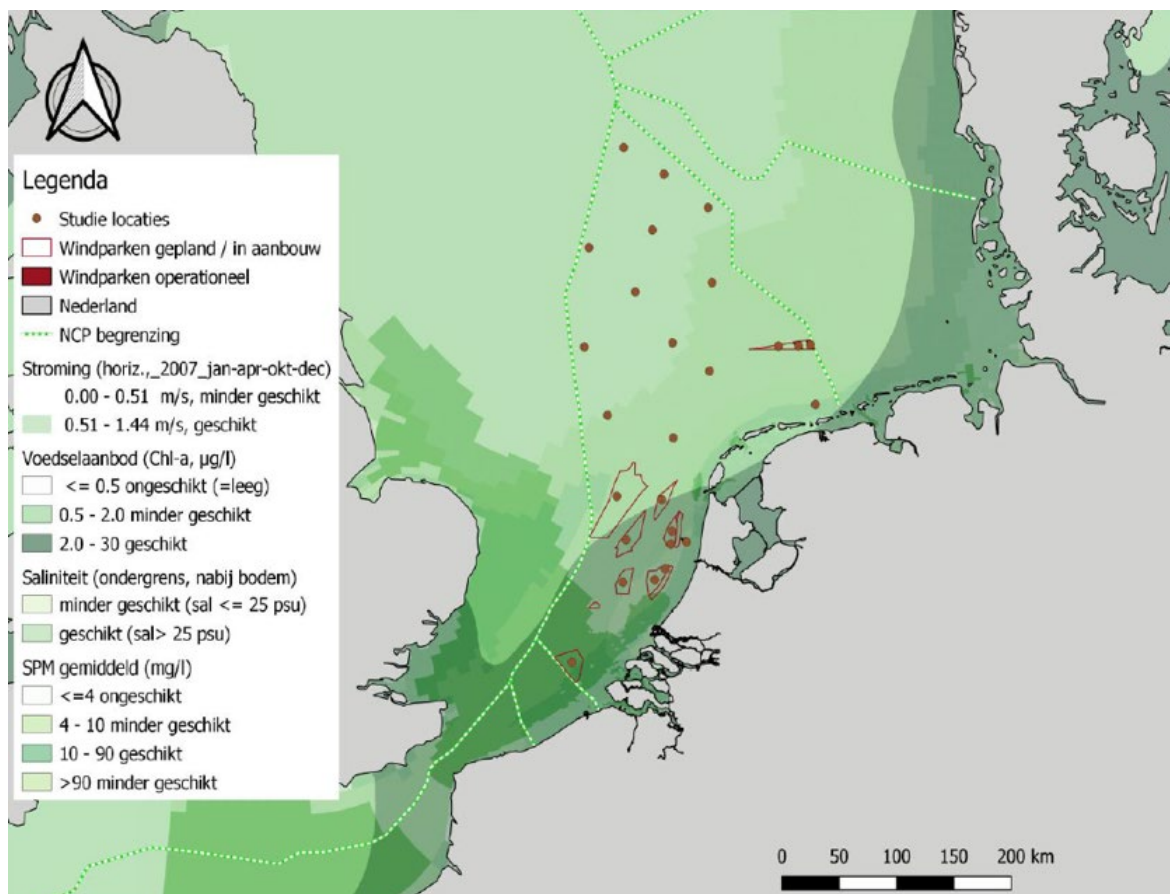 Legenda
Studie locaties
Windparken gepland / in aanbouw
Windparken operationeel
Nederland
NCP begrenzing
Stroming (horiz.,_2007_jan-apr-okt-dec)
0.00 - 0.51 m/s, minder geschikt
0.51 - 1.44 m/s, geschikt
Voedselaanbod (Chl-a, µg/l)
<= 0.5 ongeschikt (=leeg)
0.5 - 2.0 minder geschikt
2.0 - 30 geschikt
Saliniteit (ondergrens, nabij bodem)
minder geschikt (sal <= 25 psu)
geschikt (sal> 25 psu)
SPM gemiddeld (mg/l)
<=4 ongeschikt
4 - 10 minder geschikt
10 - 90 geschikt
>90 minder geschikt
0 50 100 150 200 km